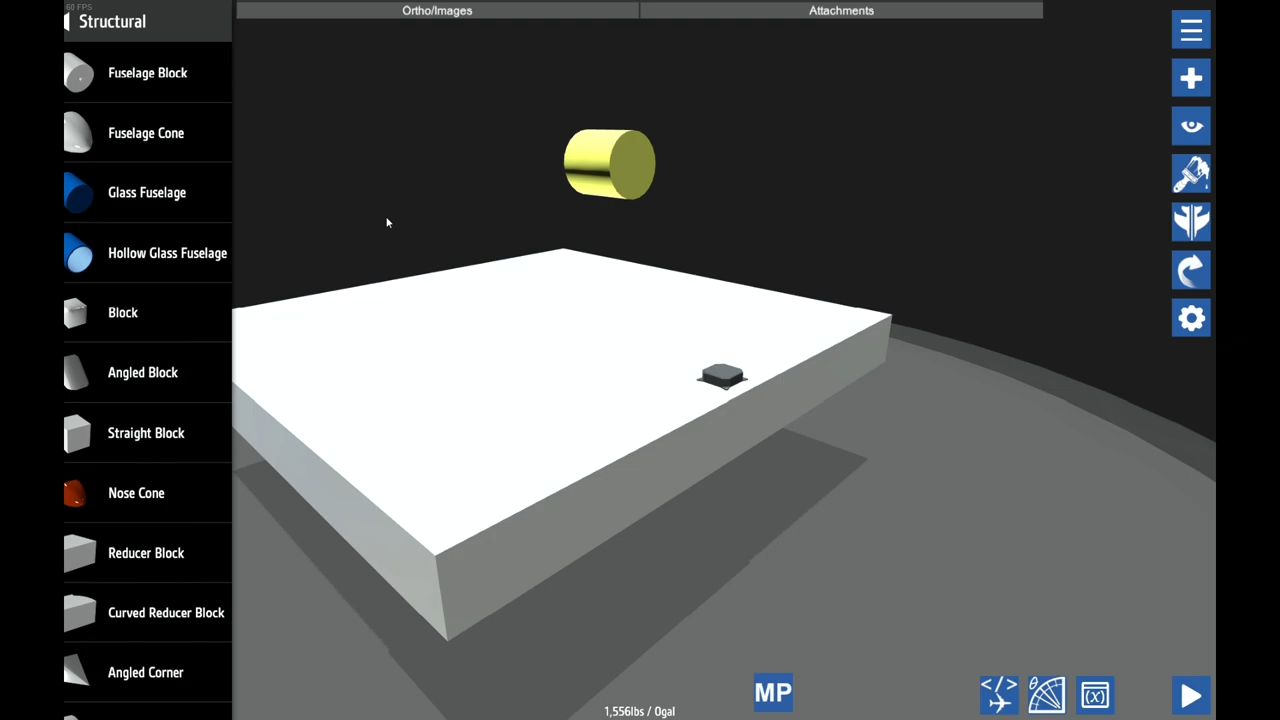 60 FPS
Structural
Ortho/Images
Attachments
Fuselage Block
Fuselage Cone
Glass Fuselage
Hollow Glass Fuselage
Block
Angled Block
Straight Block
Nose Cone
Reducer Block
Curved Reducer Block
Angled Corner
MP
1,556lbs / 0gal
</> 
θ
(x)